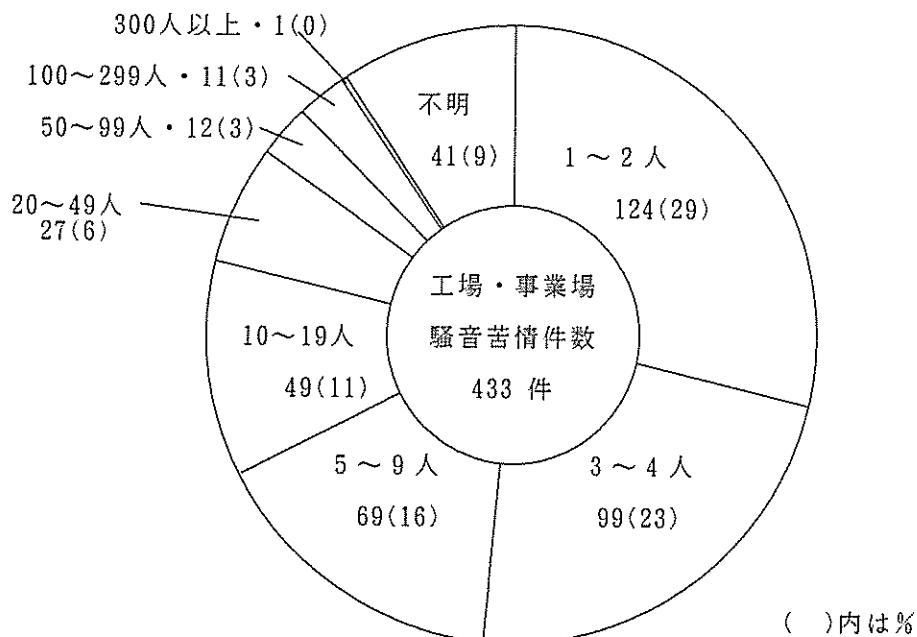 300人以上・1(0)
100～299人・11(3)
50～99人・12(3)
20～49人
27(6)
不明
41(9)
1～2人
124(29)
工場・事業場
騒音苦情件数
433 件
10～19人
49(11)
5～9人
69(16)
3～4人
99(23)
( )内は%